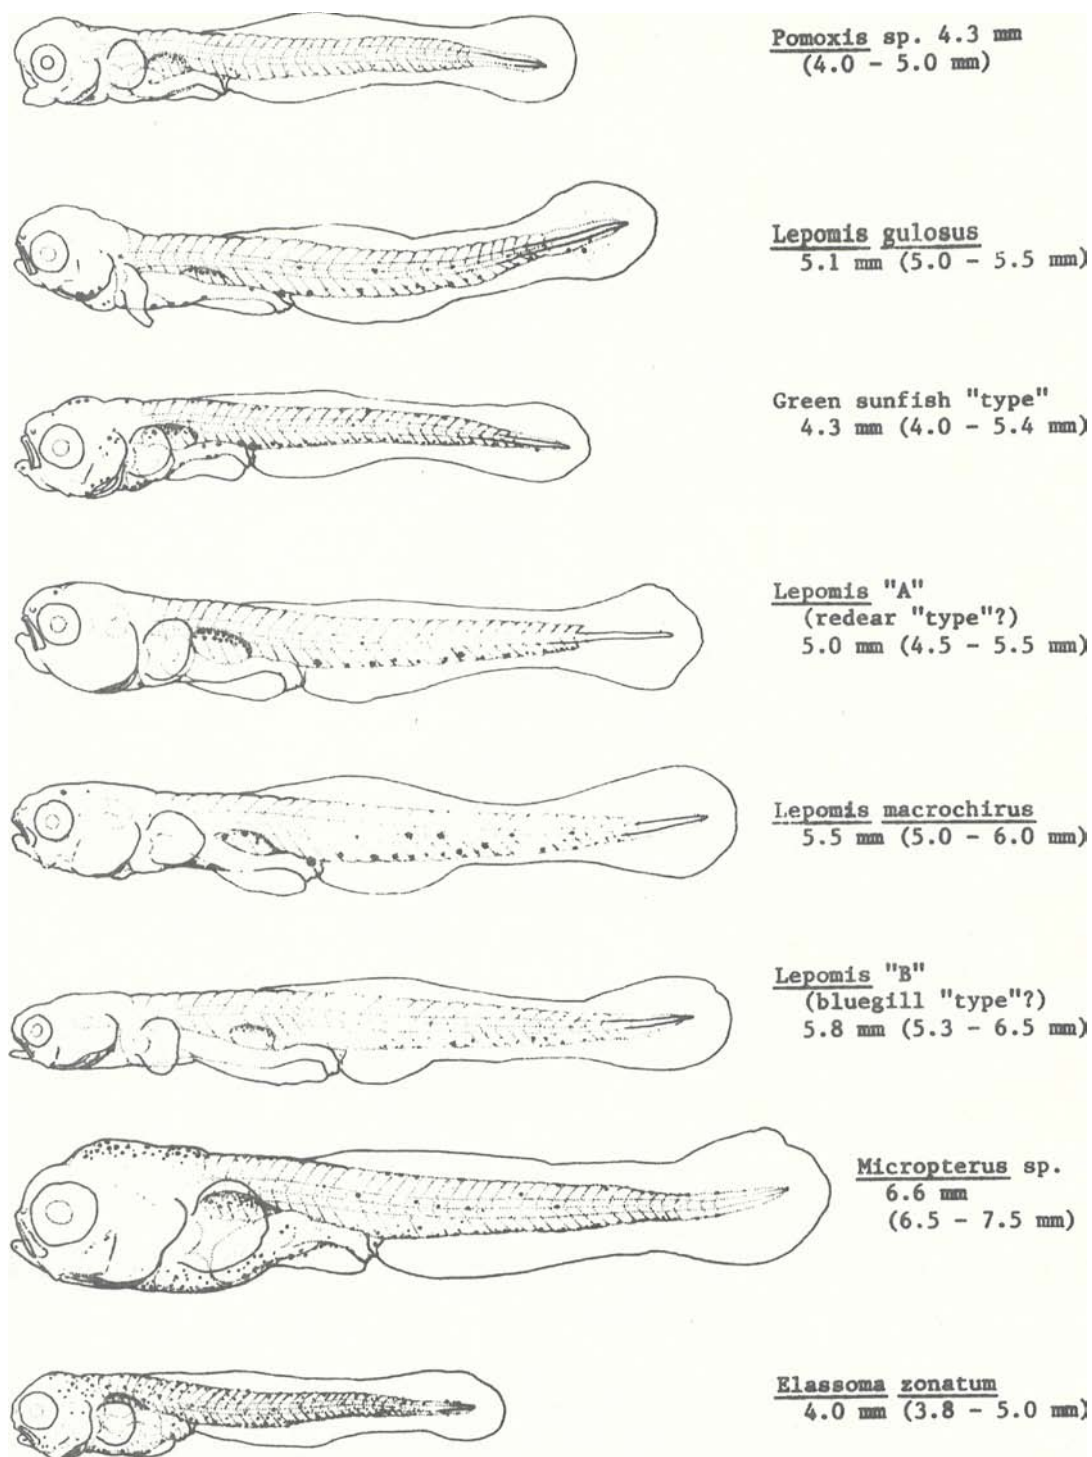 Pomoxis sp. 4.3 mm
(4.0 - 5.0 mm)
Lepomis gulosus
5.1 mm (5.0 - 5.5 mm)
Green sunfish "type"
4.3 mm (4.0 - 5.4 mm)
Lepomis "A"
(redear "type"?)
5.0 mm (4.5 - 5.5 mm)
Lepomis macrochirus
5.5 mm (5.0 - 6.0 mm)
Lepomis "B"
(bluegill "type"?)
5.8 mm (5.3 - 6.5 mm)
Micropterus sp.
6.6 mm
(6.5 - 7.5 mm)
Elassoma zonatum
4.0 mm (3.8 - 5.0 mm)